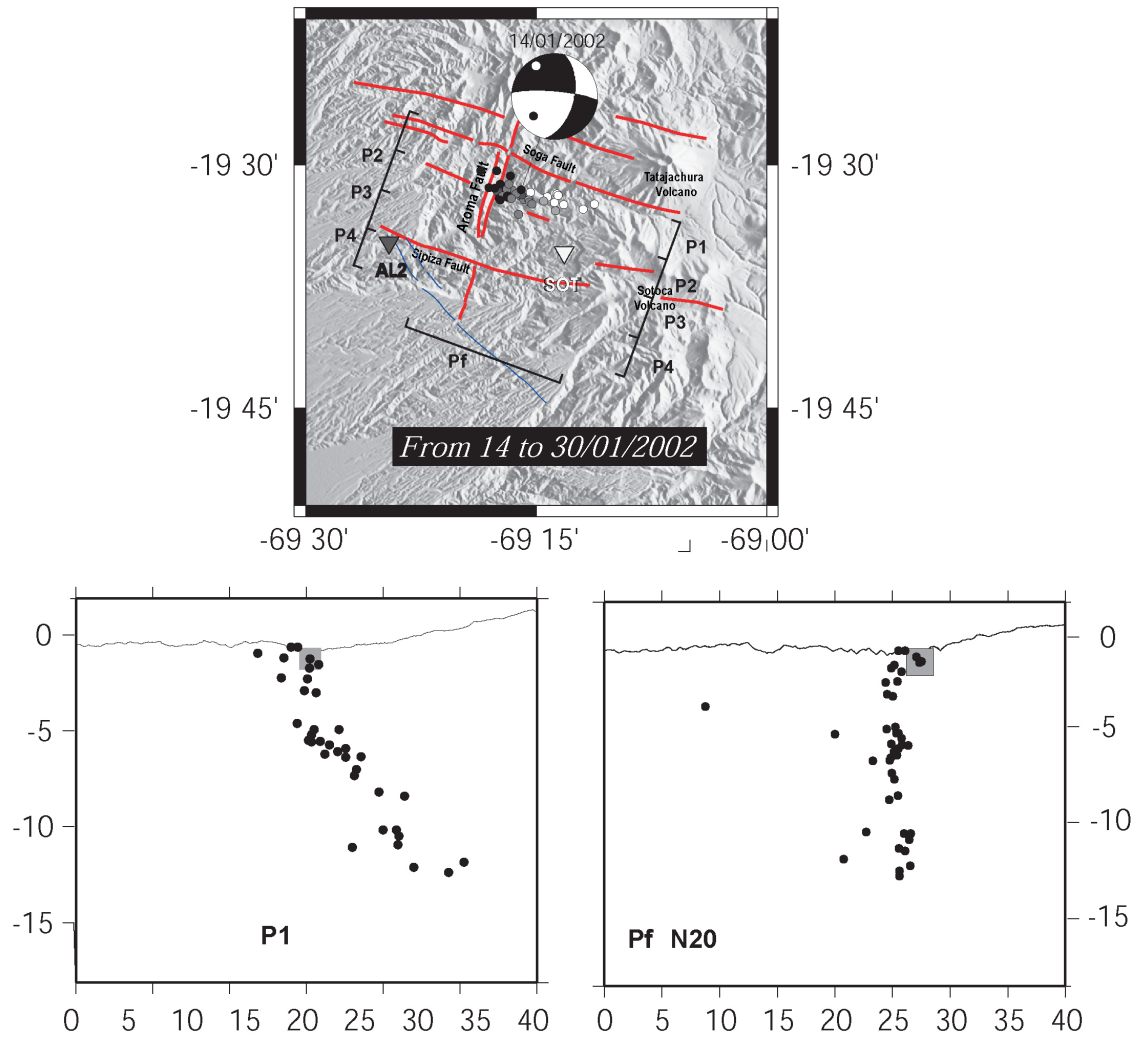 14/01/2002
-19 30'
-19 30'
Soga Fault
Tatajachura
Volcano
P2
P3
P4
Aroma Fault
AL2
Sipiza Fault
SOT
P1
P2
Sotoca
Volcano
P3
P4
Pf
-19 45'
-19 45'
From 14 to 30/01/2002
-69 30'
-69 15'
-69 00'
0
-5
-10
-15
P1
0 5 10 15 20 25 30 35 40
0
-5
-10
-15
Pf N20
0 5 10 15 20 25 30 35 40